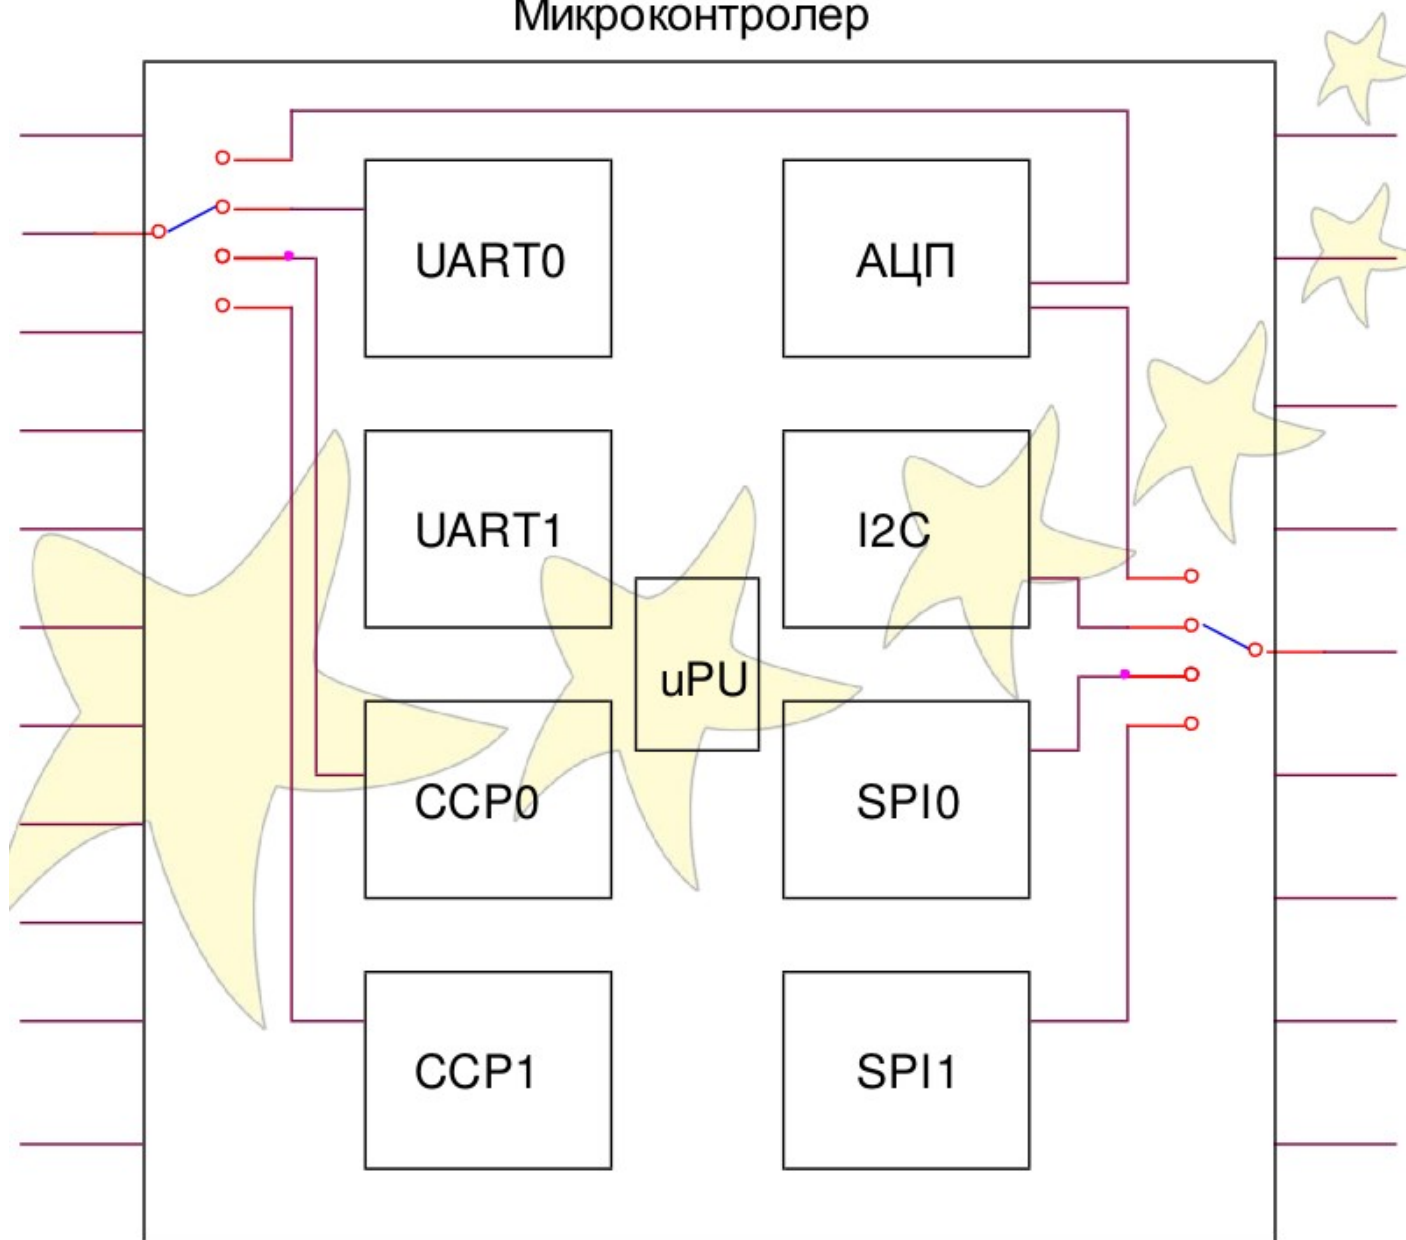 Микроконтролер
UART0
АЦП
UART1
I2C
uPU
CCP0
SPI0
CCP1
SPI1